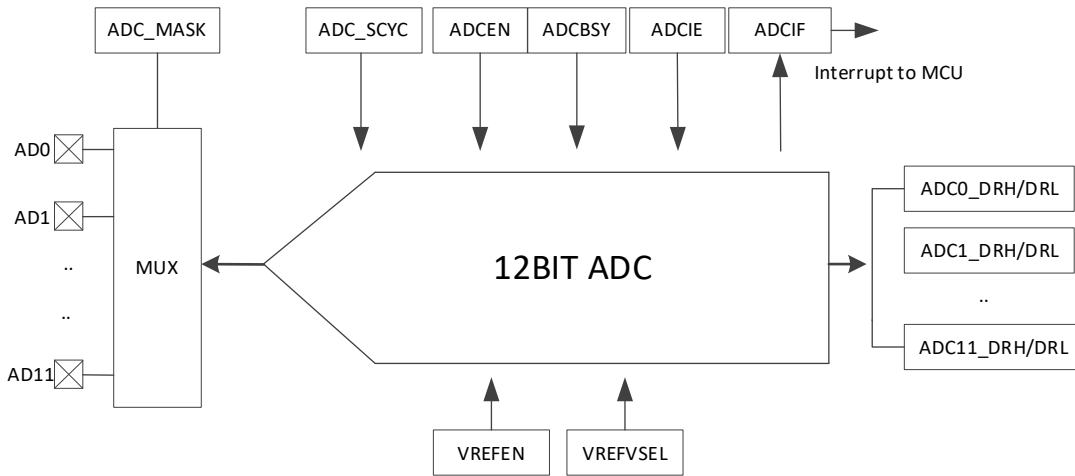 ADC_MASK
ADC_SCYC
ADCEN
ADCBSY
ADCIE
ADCIF
Interrupt to MCU
AD0
AD1
..
..
AD11
MUX
12BIT ADC
ADC0_DRH/DRL
ADC1_DRH/DRL
..
ADC11_DRH/DRL
VREFEN
VREFVSEL